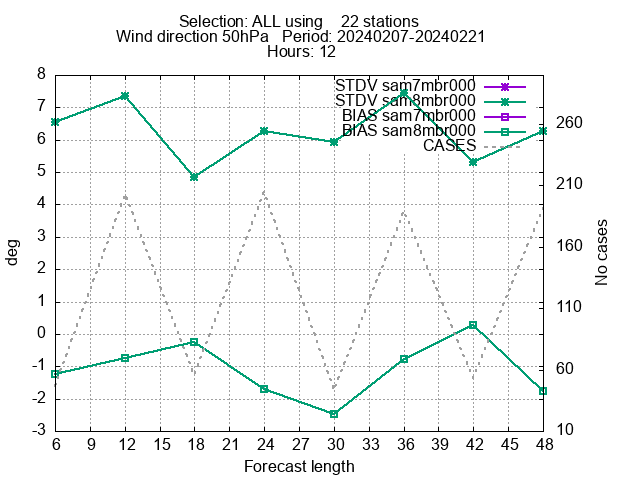 Selection: ALL using 22 stations
Wind direction 50hPa Period: 20240207-20240221
Hours: 12
STDV sam7mbr000
STDV sam8mbr000
BIAS sam7mbr000
BIAS sam8mbr000
CASES
8
7
6
5
4
3
2
1
0
-1
-2
-3
deg
260
210
160
110
60
10
No cases
6 9 12 15 18 21 24 27 30 33 36 39 42 45 48
Forecast length